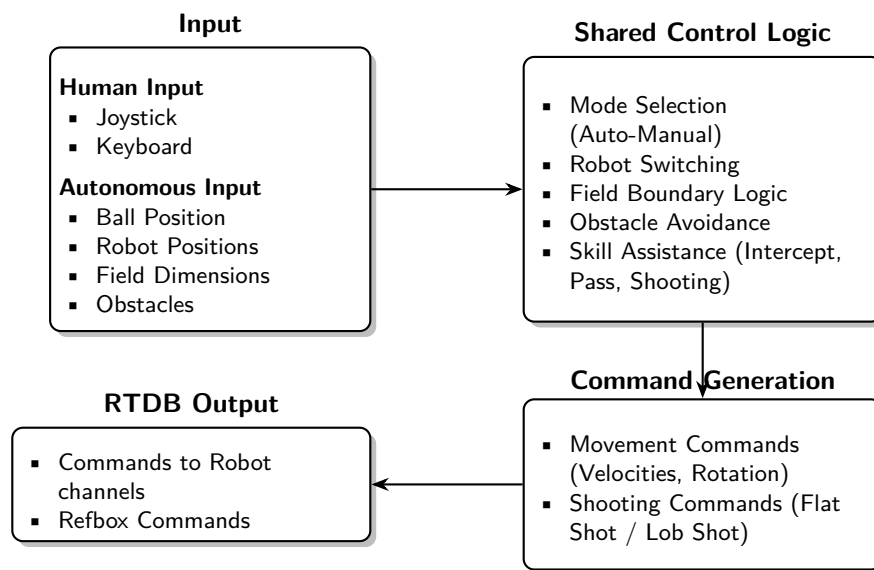 Input
Human Input
▪ Joystick
▪ Keyboard
Autonomous Input
▪ Ball Position
▪ Robot Positions
▪ Field Dimensions
▪ Obstacles
Shared Control Logic
▪ Mode Selection
(Auto-Manual)
▪ Robot Switching
▪ Field Boundary Logic
▪ Obstacle Avoidance
▪ Skill Assistance (Intercept,
Pass, Shooting)
Command Generation
▪ Movement Commands
(Velocities, Rotation)
▪ Shooting Commands (Flat
Shot / Lob Shot)
RTDB Output
▪ Commands to Robot
channels
▪ Refbox Commands